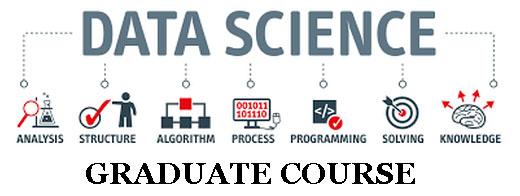 DATA SCIENCE
001011
101110
</>
ANALYSIS STRUCTURE ALGORITHM PROCESS PROGRAMMING SOLVING KNOWLEDGE
GRADUATE COURSE